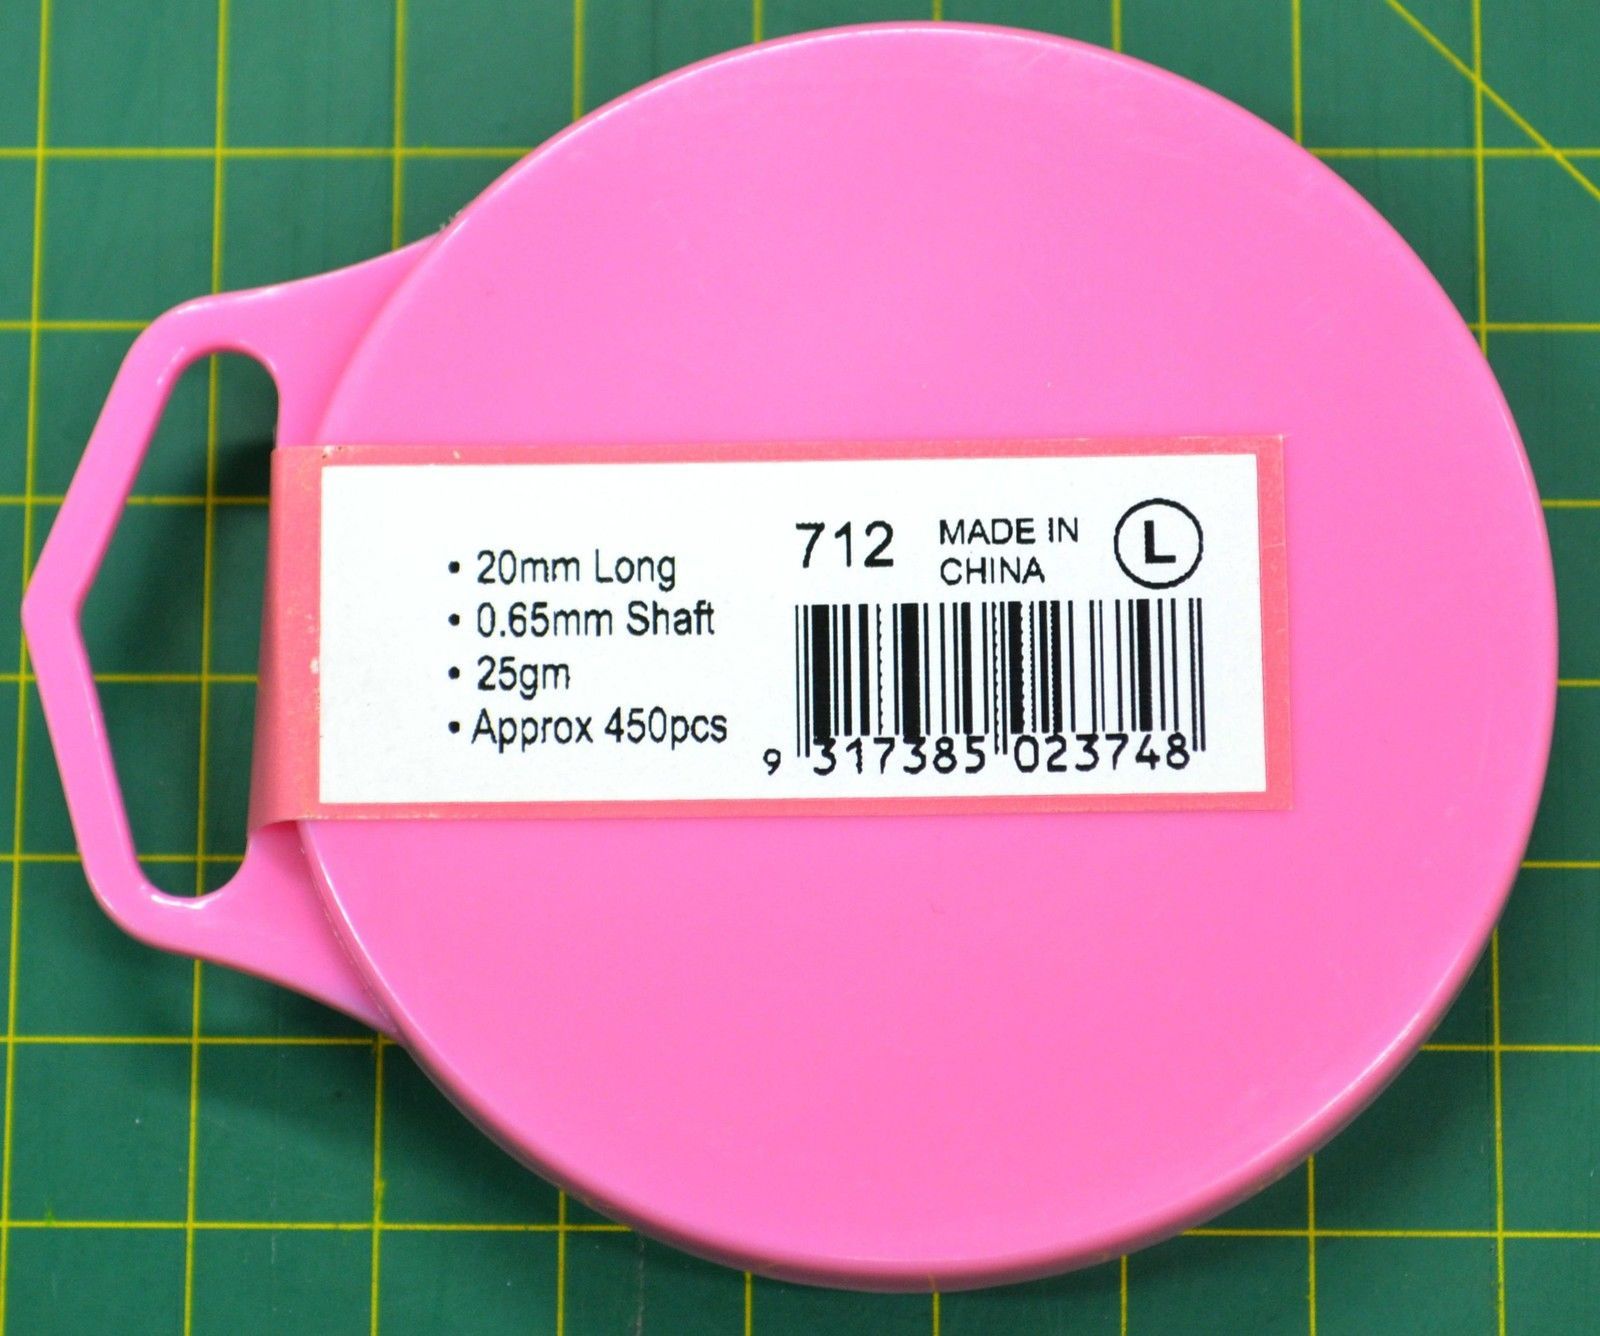 • 20mm Long
• 0.65mm Shaft
• 25gm
• Approx 450pcs
712
MADE IN
CHINA
L
9 317385 023748